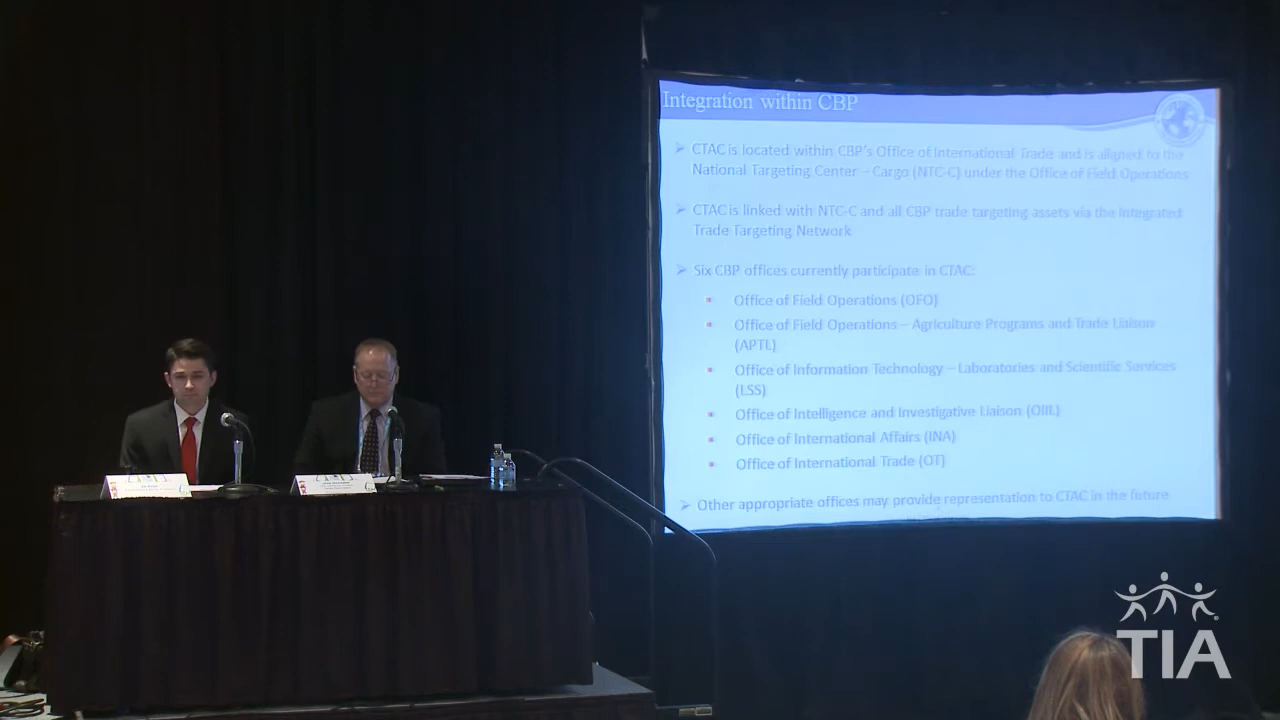 Integration within CBP
➢ CTAC is located within CBP's Office of International Trade and is aligned to the
National Targeting Center – Cargo (NTC-C) under the Office of Field Operations
➢ CTAC is linked with NTC-C and all CBP trade targeting assets via the Integrated
Trade Targeting Network
➢ Six CBP offices currently participate in CTAC:
▪ Office of Field Operations (OFO)
▪ Office of Field Operations – Agriculture Programs and Trade Liaison
(APTL)
▪ Office of Information Technology – Laboratories and Scientific Services
(LSS)
▪ Office of Intelligence and Investigative Liaison (OIIL)
▪ Office of International Affairs (INA)
▪ Office of International Trade (OT)
➢ Other appropriate offices may provide representation to CTAC in the future
TIA